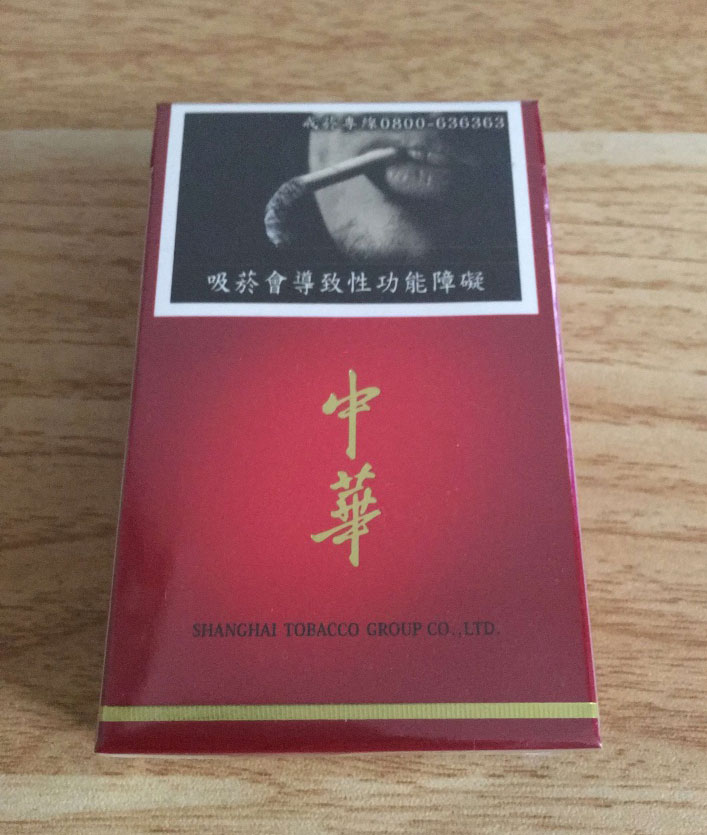 戒菸專線0800-636363
吸菸會導致性功能障礙
中
華
SHANGHAI TOBACCO GROUP CO.,LTD.